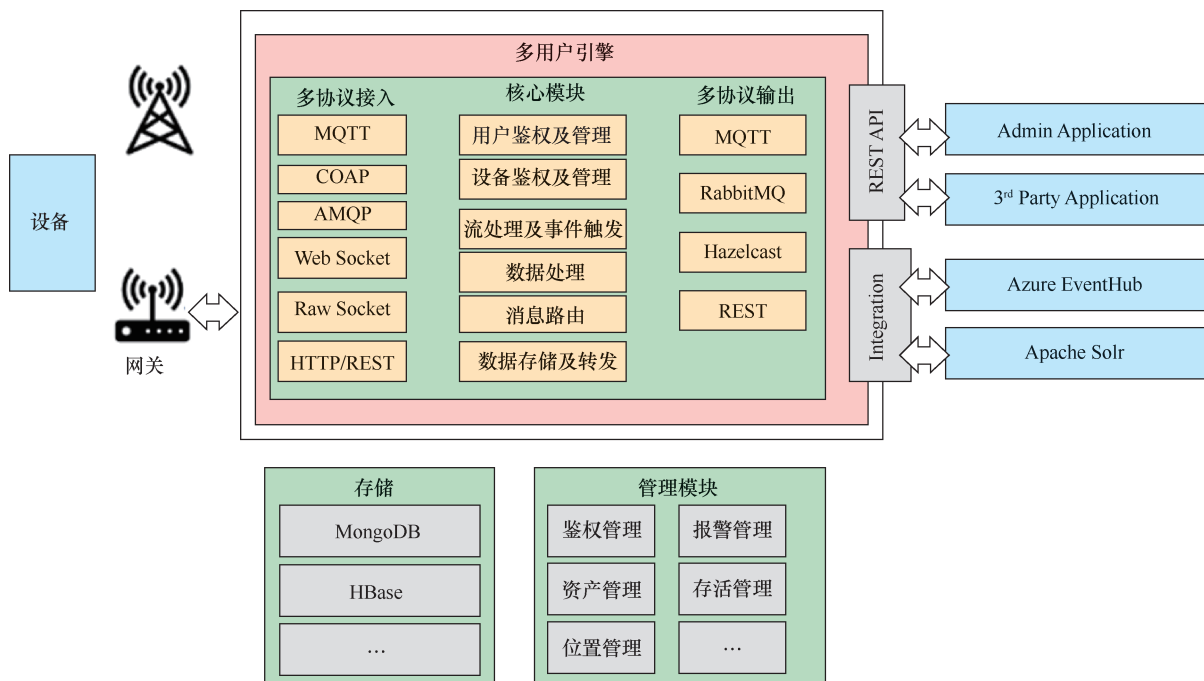 设备
网关
多用户引擎
多协议接入
MQTT
COAP
AMQP
Web Socket
Raw Socket
HTTP/REST
核心模块
用户鉴权及管理
设备鉴权及管理
流处理及事件触发
数据处理
消息路由
数据存储及转发
多协议输出
MQTT
RabbitMQ
Hazelcast
REST
REST API
Integration
Admin Application
3rd Party Application
Azure EventHub
Apache Solr
存储
MongoDB
HBase
…
管理模块
鉴权管理
报警管理
资产管理
存活管理
位置管理
…